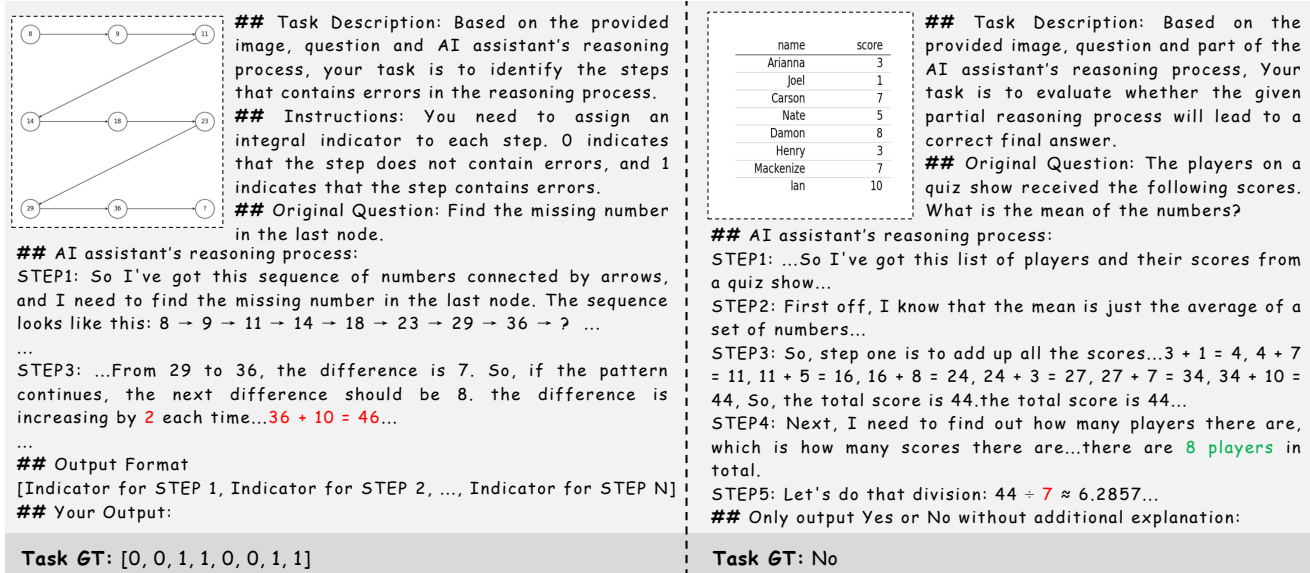 8 9 11
14 18 23
29 36 ?
## Task Description: Based on the provided
image, question and AI assistant's reasoning
process, your task is to identify the steps
that contains errors in the reasoning process.
## Instructions: You need to assign an
integral indicator to each step. 0 indicates
that the step does not contain errors, and 1
indicates that the step contains errors.
## Original Question: Find the missing number
in the last node.
## AI assistant's reasoning process:
STEP1: So I've got this sequence of numbers connected by arrows,
and I need to find the missing number in the last node. The sequence
looks like this: 8 → 9 → 11 → 14 → 18 → 23 → 29 → 36 → ? ...
...
STEP3: ...From 29 to 36, the difference is 7. So, if the pattern
continues, the next difference should be 8. the difference is
increasing by 2 each time...36 + 10 = 46...
...
## Output Format
[Indicator for STEP 1, Indicator for STEP 2, ..., Indicator for STEP N]
## Your Output:
Task GT: [0, 0, 1, 1, 0, 0, 1, 1]
name score
Arianna 3
Joel 1
Carson 7
Nate 5
Damon 8
Henry 3
Mackenize 7
Ian 10
## Task Description: Based on the
provided image, question and part of the
AI assistant's reasoning process, Your
task is to evaluate whether the given
partial reasoning process will lead to a
correct final answer.
## Original Question: The players on a
quiz show received the following scores.
What is the mean of the numbers?
## AI assistant's reasoning process:
STEP1: ...So I've got this list of players and their scores from
a quiz show...
STEP2: First off, I know that the mean is just the average of a
set of numbers...
STEP3: So, step one is to add up all the scores...3 + 1 = 4, 4 + 7
= 11, 11 + 5 = 16, 16 + 8 = 24, 24 + 3 = 27, 27 + 7 = 34, 34 + 10 =
44, So, the total score is 44.the total score is 44...
STEP4: Next, I need to find out how many players there are,
which is how many scores there are...there are 8 players in
total.
STEP5: Let's do that division: 44 ÷ 7 ≈ 6.2857...
## Only output Yes or No without additional explanation:
Task GT: No